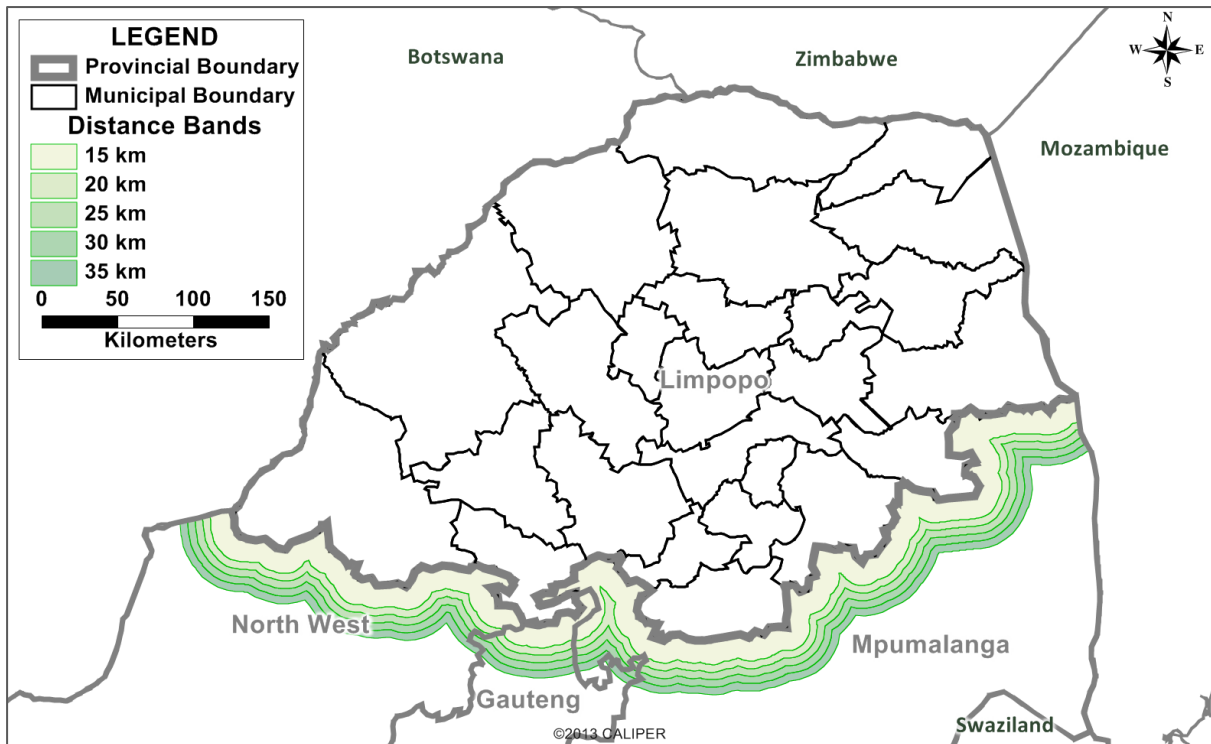 LEGEND
Provincial Boundary
Municipal Boundary
Distance Bands
15 km
20 km
25 km
30 km
35 km
0 50 100 150
Kilometers
Botswana
Zimbabwe
N
W E
S
Mozambique
Limpopo
North West
Mpumalanga
Gauteng
Swaziland
©2013 CALIPER